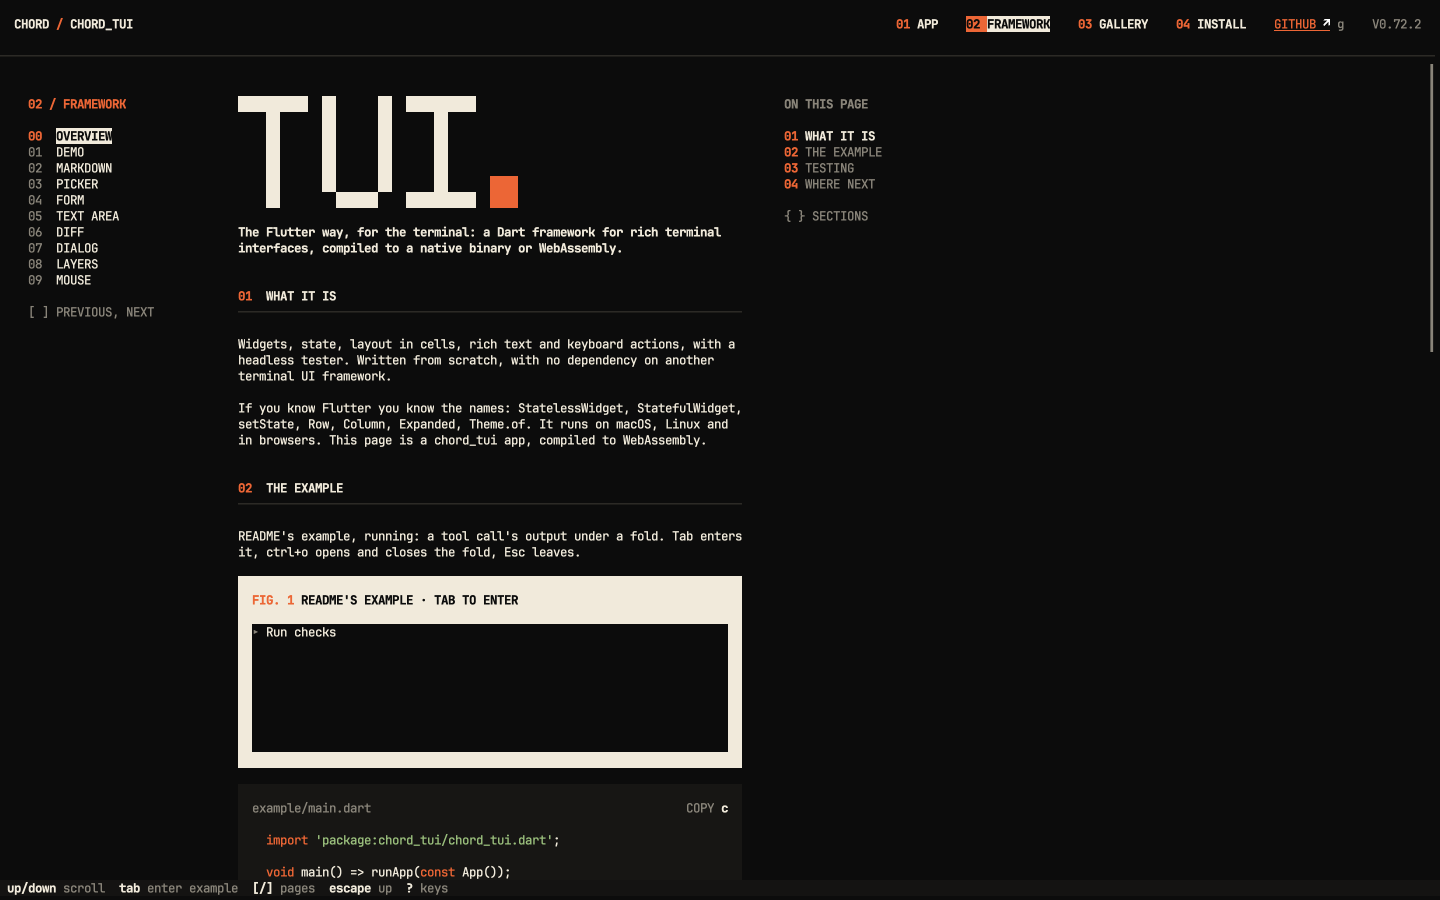 CHORD / CHORD_TUI
01 APP 02 FRAMEWORK 03 GALLERY 04 INSTALL GITHUB ↗ g V0.72.2
02 / FRAMEWORK
00 OVERVIEW
01 DEMO
02 MARKDOWN
03 PICKER
04 FORM
05 TEXT AREA
06 DIFF
07 DIALOG
08 LAYERS
09 MOUSE
[ ] PREVIOUS, NEXT
TUI.
The Flutter way, for the terminal: a Dart framework for rich terminal
interfaces, compiled to a native binary or WebAssembly.
01 WHAT IT IS
Widgets, state, layout in cells, rich text and keyboard actions, with a
headless tester. Written from scratch, with no dependency on another
terminal UI framework.
If you know Flutter you know the names: StatelessWidget, StatefulWidget,
setState, Row, Column, Expanded, Theme.of. It runs on macOS, Linux and
in browsers. This page is a chord_tui app, compiled to WebAssembly.
02 THE EXAMPLE
README's example, running: a tool call's output under a fold. Tab enters
it, ctrl+o opens and closes the fold, Esc leaves.
FIG. 1 README'S EXAMPLE · TAB TO ENTER
▸ Run checks
example/main.dart COPY c
import 'package:chord_tui/chord_tui.dart';
void main() => runApp(const App());
ON THIS PAGE
01 WHAT IT IS
02 THE EXAMPLE
03 TESTING
04 WHERE NEXT
{ } SECTIONS
up/down scroll tab enter example [/] pages escape up ? keys